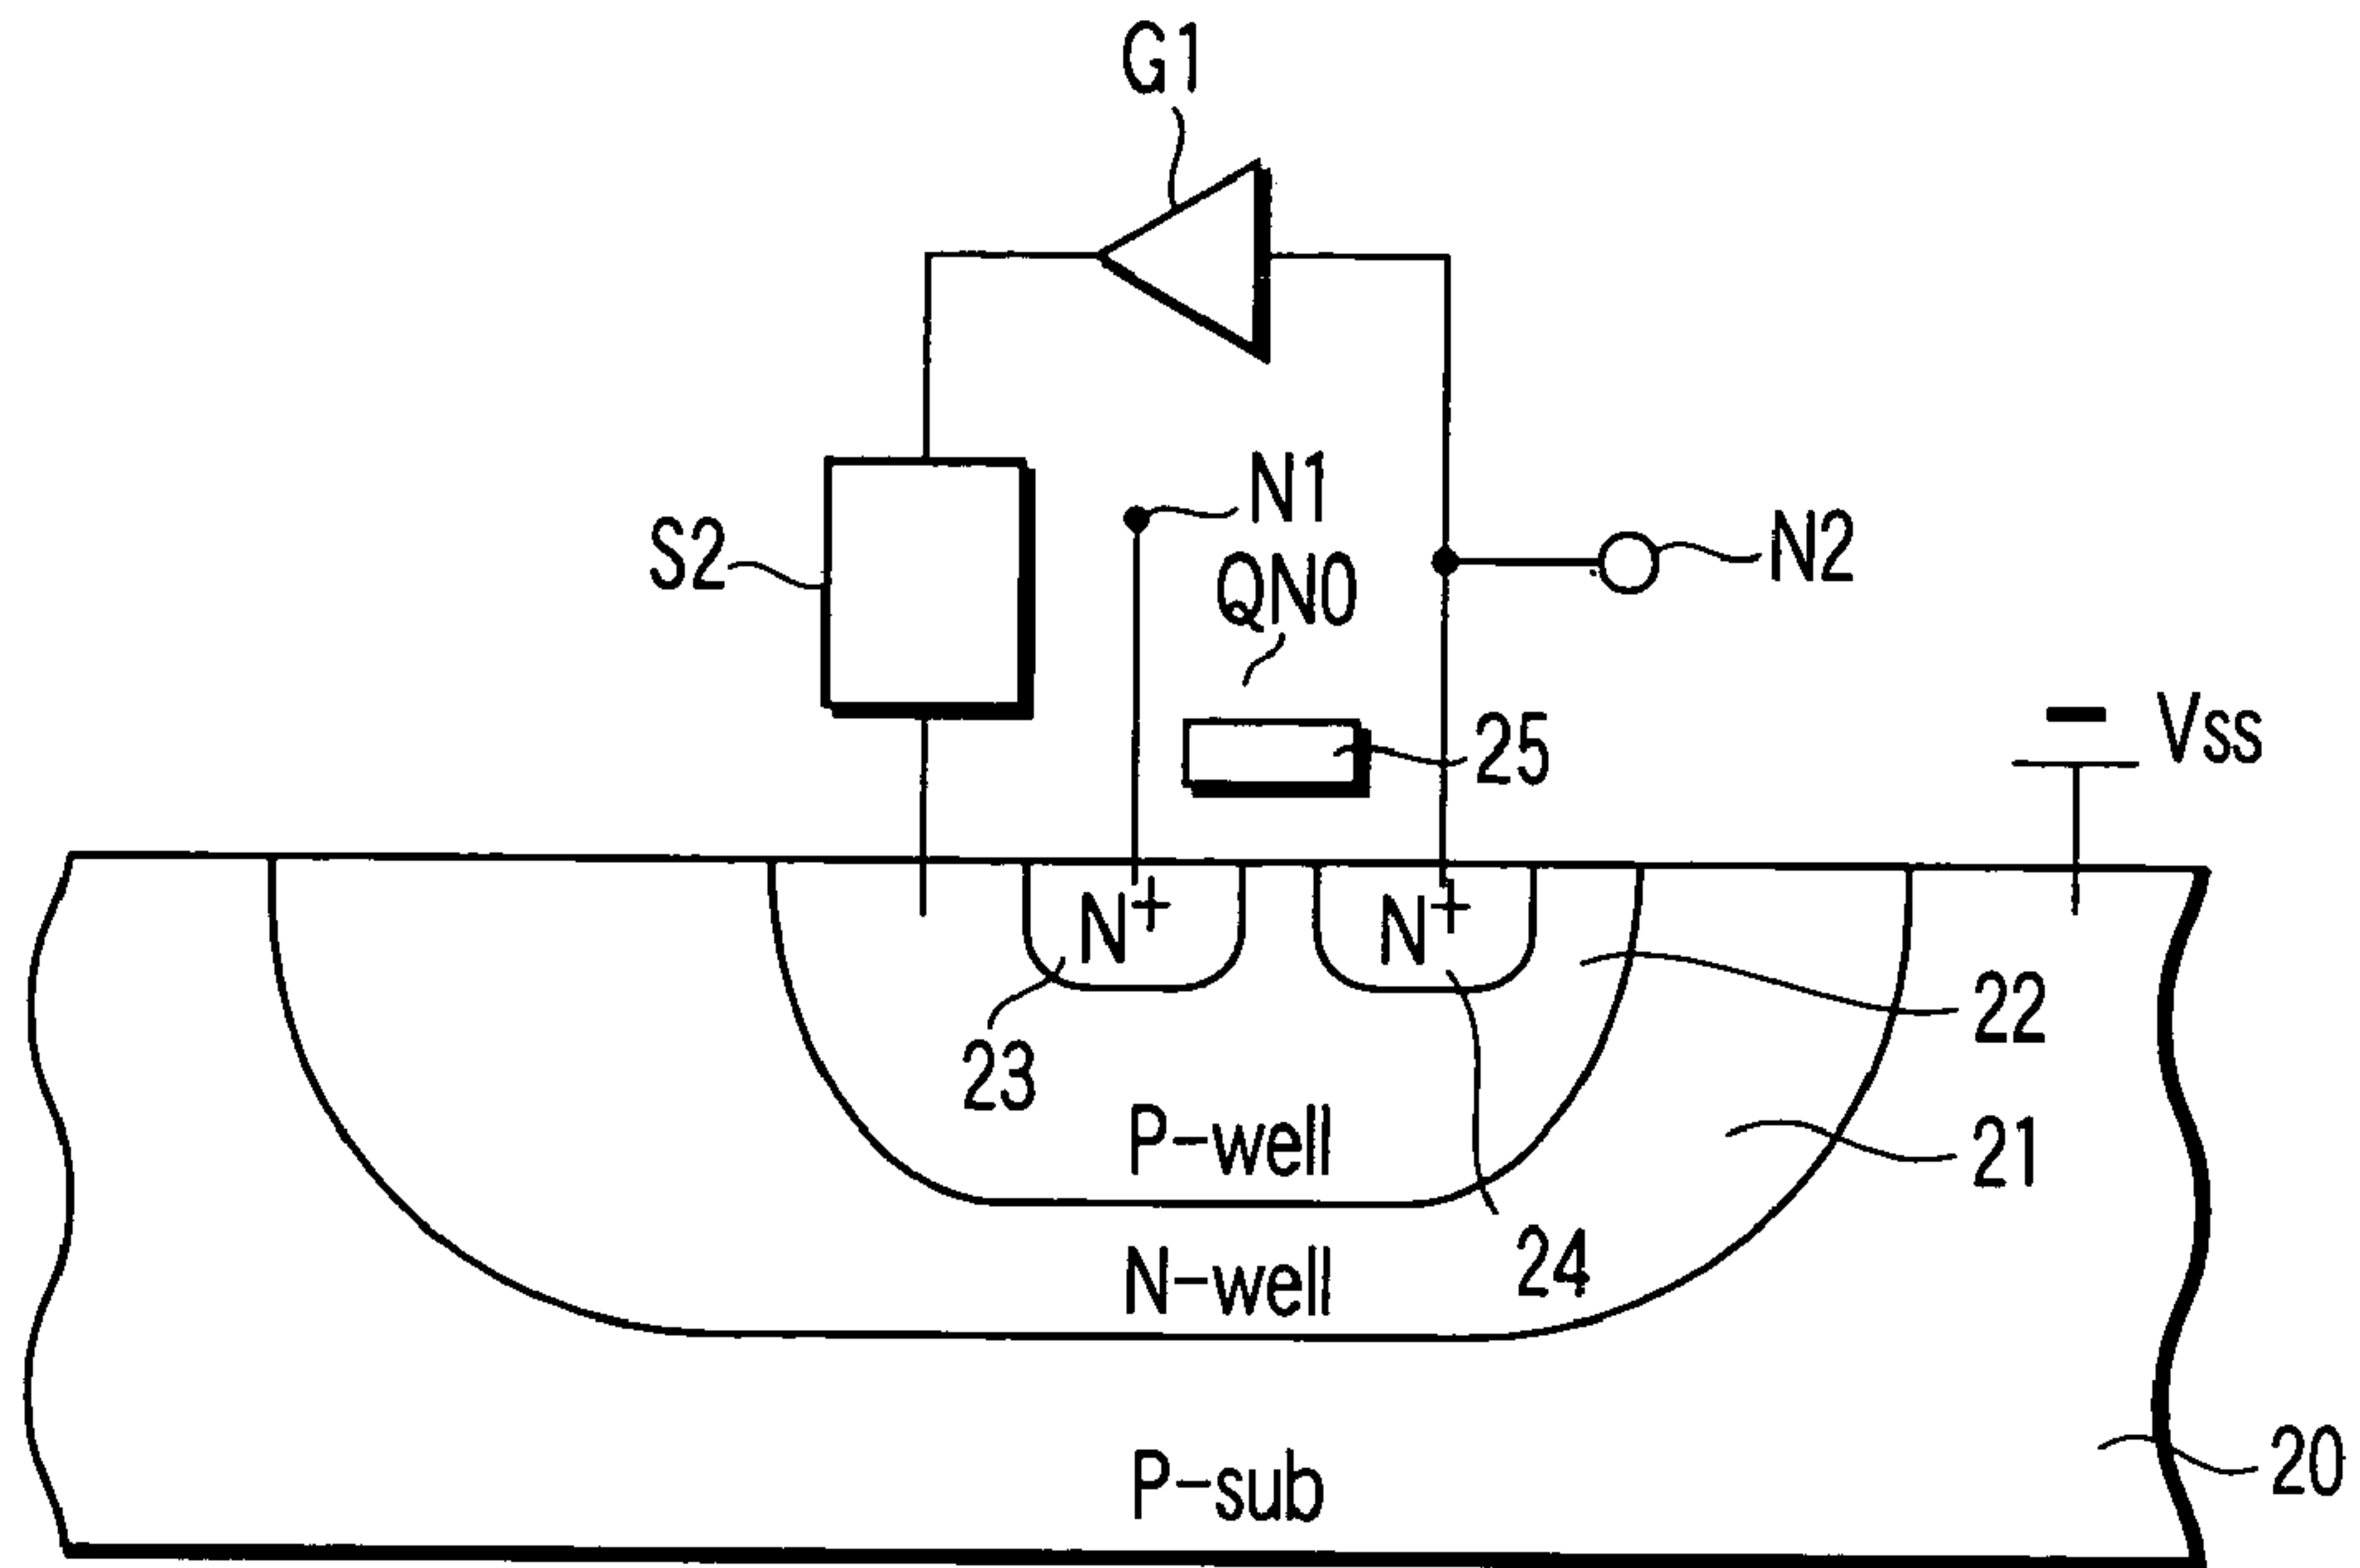 G1
N1
S2
N2
QN0
25
– Vss
N+
N+
22
23
P-well
21
24
N-well
P-sub
20